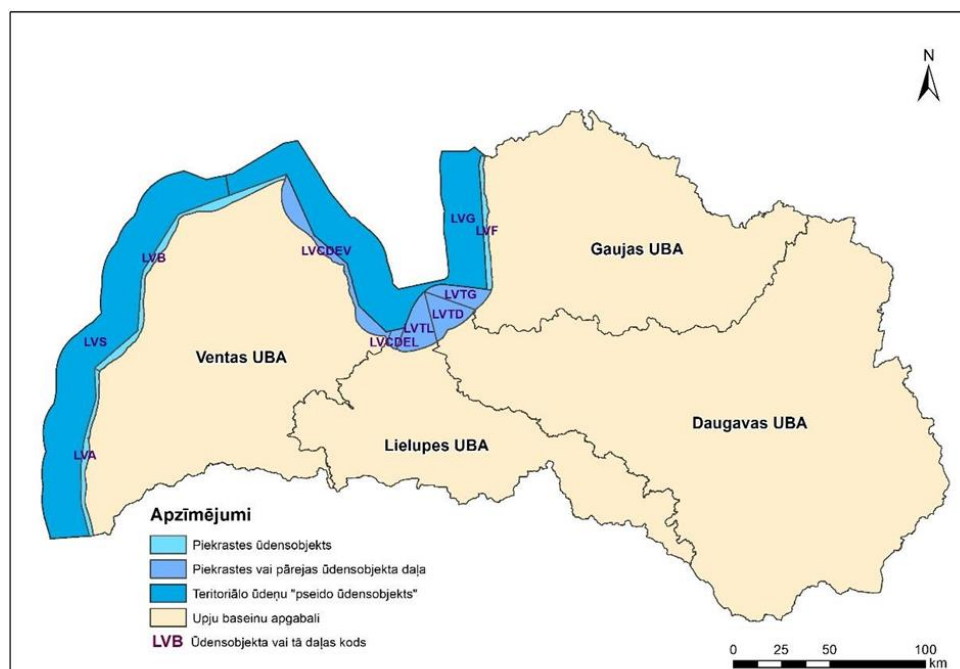 N
LVG
LVF
Gaujas UBA
LVB
LVCDEV
LVTG
LVTD
LVTL
LVCDEL
LVS
Ventas UBA
Daugavas UBA
Lielupes UBA
LVA
Apzīmējumi
Piekrastes ūdensobjekts
Piekrastes vai pārejas ūdensobjekta daļa
Teritoriālo ūdeņu "pseido ūdensobjekts"
Upju baseinu apgabali
LVB Ūdensobjekta vai tā daļas kods
0 25 50 100
km